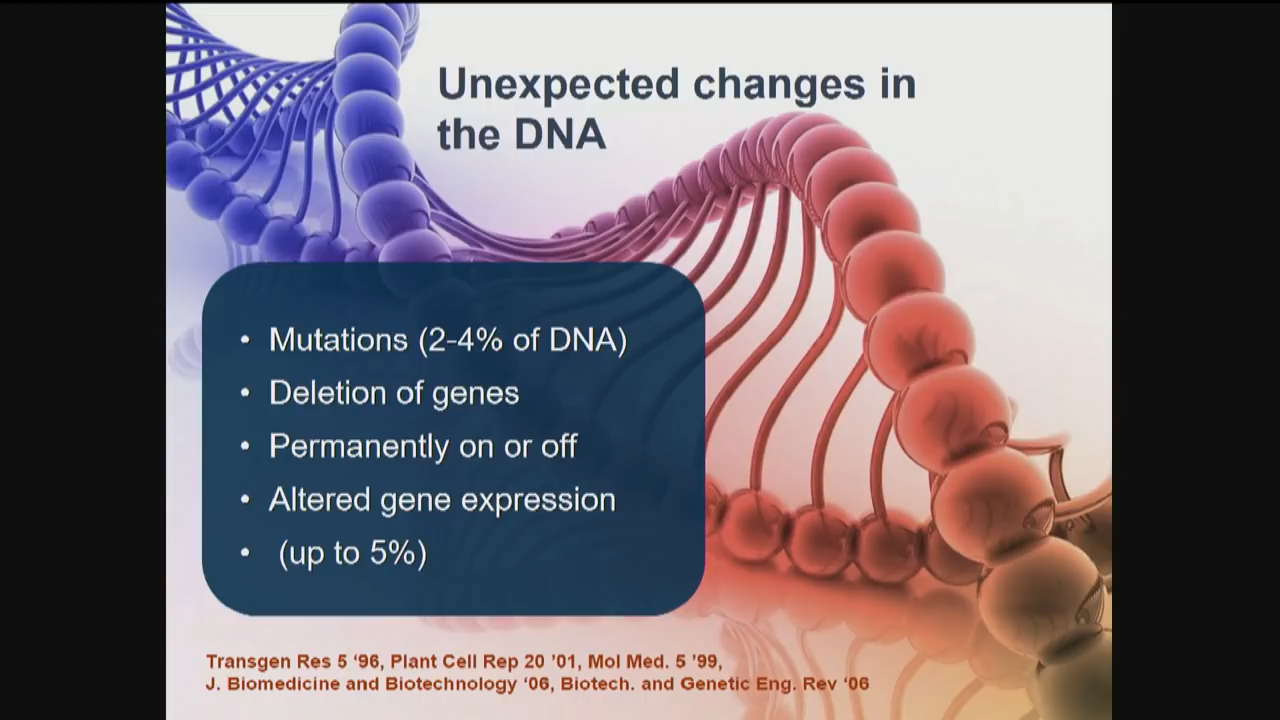 Unexpected changes in
the DNA
• Mutations (2-4% of DNA)
• Deletion of genes
• Permanently on or off
• Altered gene expression
• (up to 5%)
Transgen Res 5 ‘96, Plant Cell Rep 20 ’01, Mol Med. 5 ’99,
J. Biomedicine and Biotechnology ‘06, Biotech. and Genetic Eng. Rev ‘06